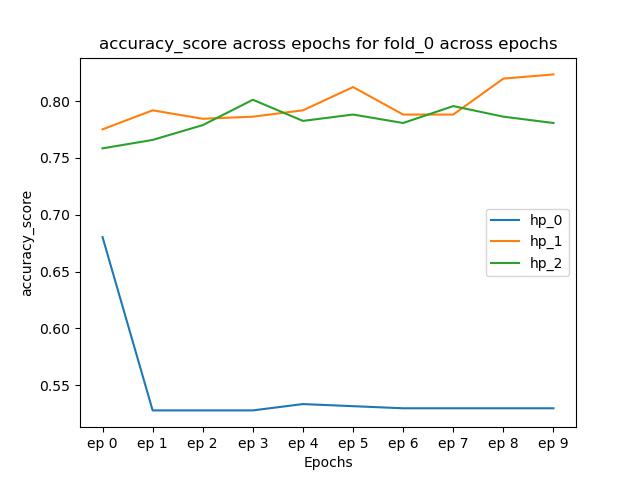 accuracy_score across epochs for fold_0 across epochs
accuracy_score
0.80
0.75
0.70
0.65
0.60
0.55
hp_0
hp_1
hp_2
ep 0 ep 1 ep 2 ep 3 ep 4 ep 5 ep 6 ep 7 ep 8 ep 9
Epochs